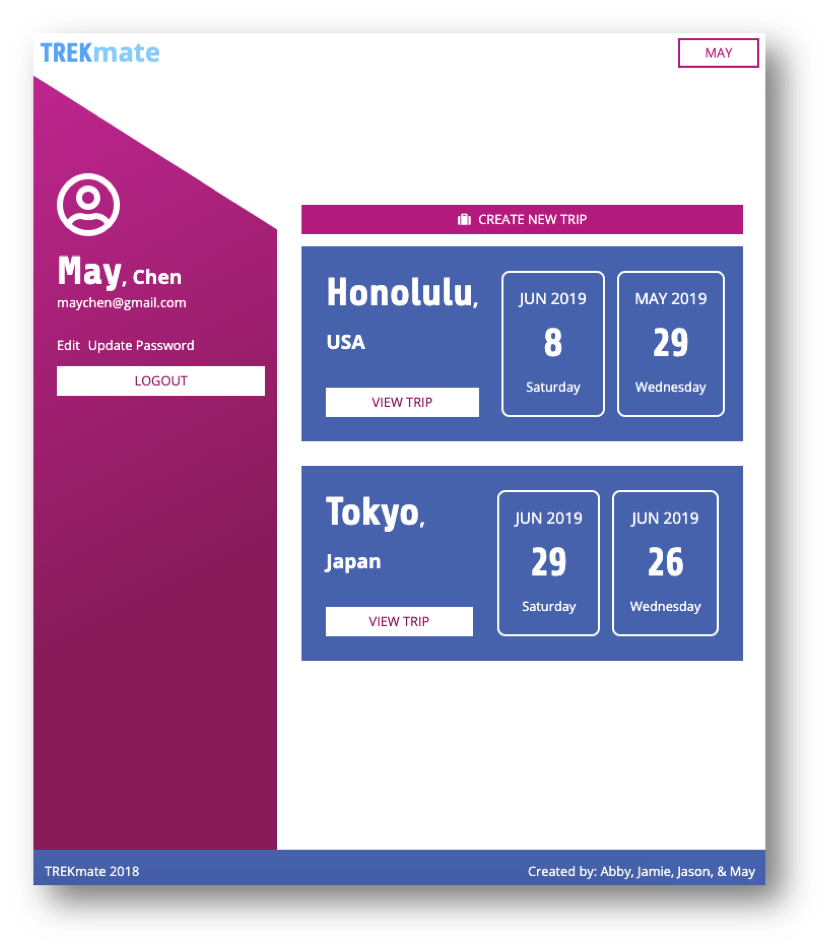 TREKmate
MAY
May, Chen
maychen@gmail.com
Edit Update Password
LOGOUT
CREATE NEW TRIP
Honolulu,
USA
VIEW TRIP
JUN 2019
8
Saturday
MAY 2019
29
Wednesday
Tokyo,
Japan
VIEW TRIP
JUN 2019
29
Saturday
JUN 2019
26
Wednesday
TREKmate 2018
Created by: Abby, Jamie, Jason, & May